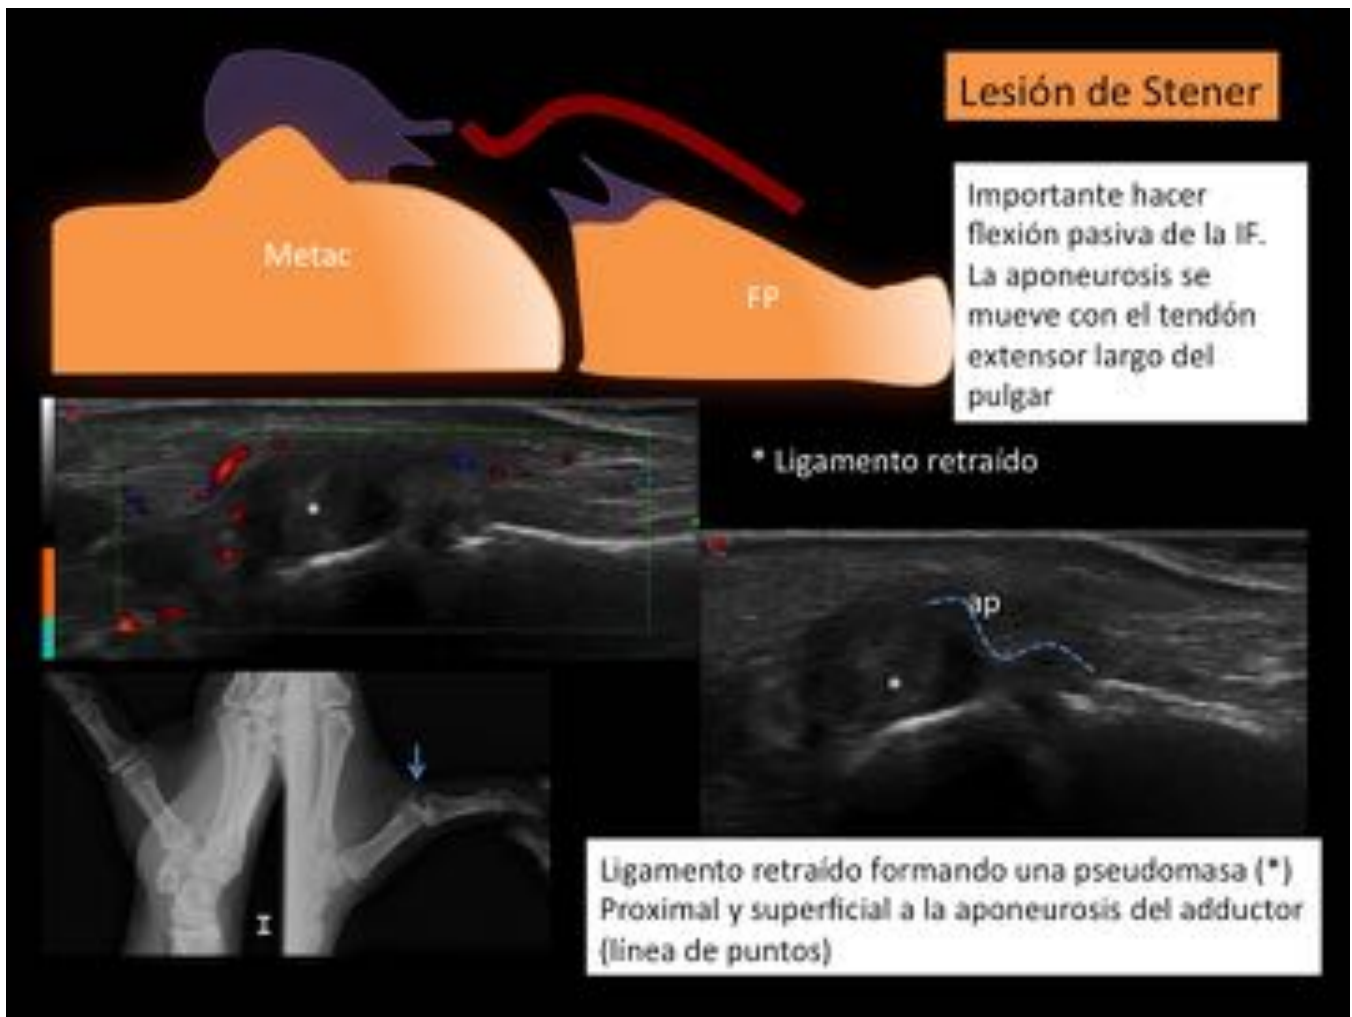 Lesión de Stener
Importante hacer
flexión pasiva de la IF.
La aponeurosis se
mueve con el tendón
extensor largo del
pulgar
Metac
FP
* Ligamento retraído
*
ap
*
I
Ligamento retraído formando una pseudomasa (*)
Proximal y superficial a la aponeurosis del adductor
(línea de puntos)